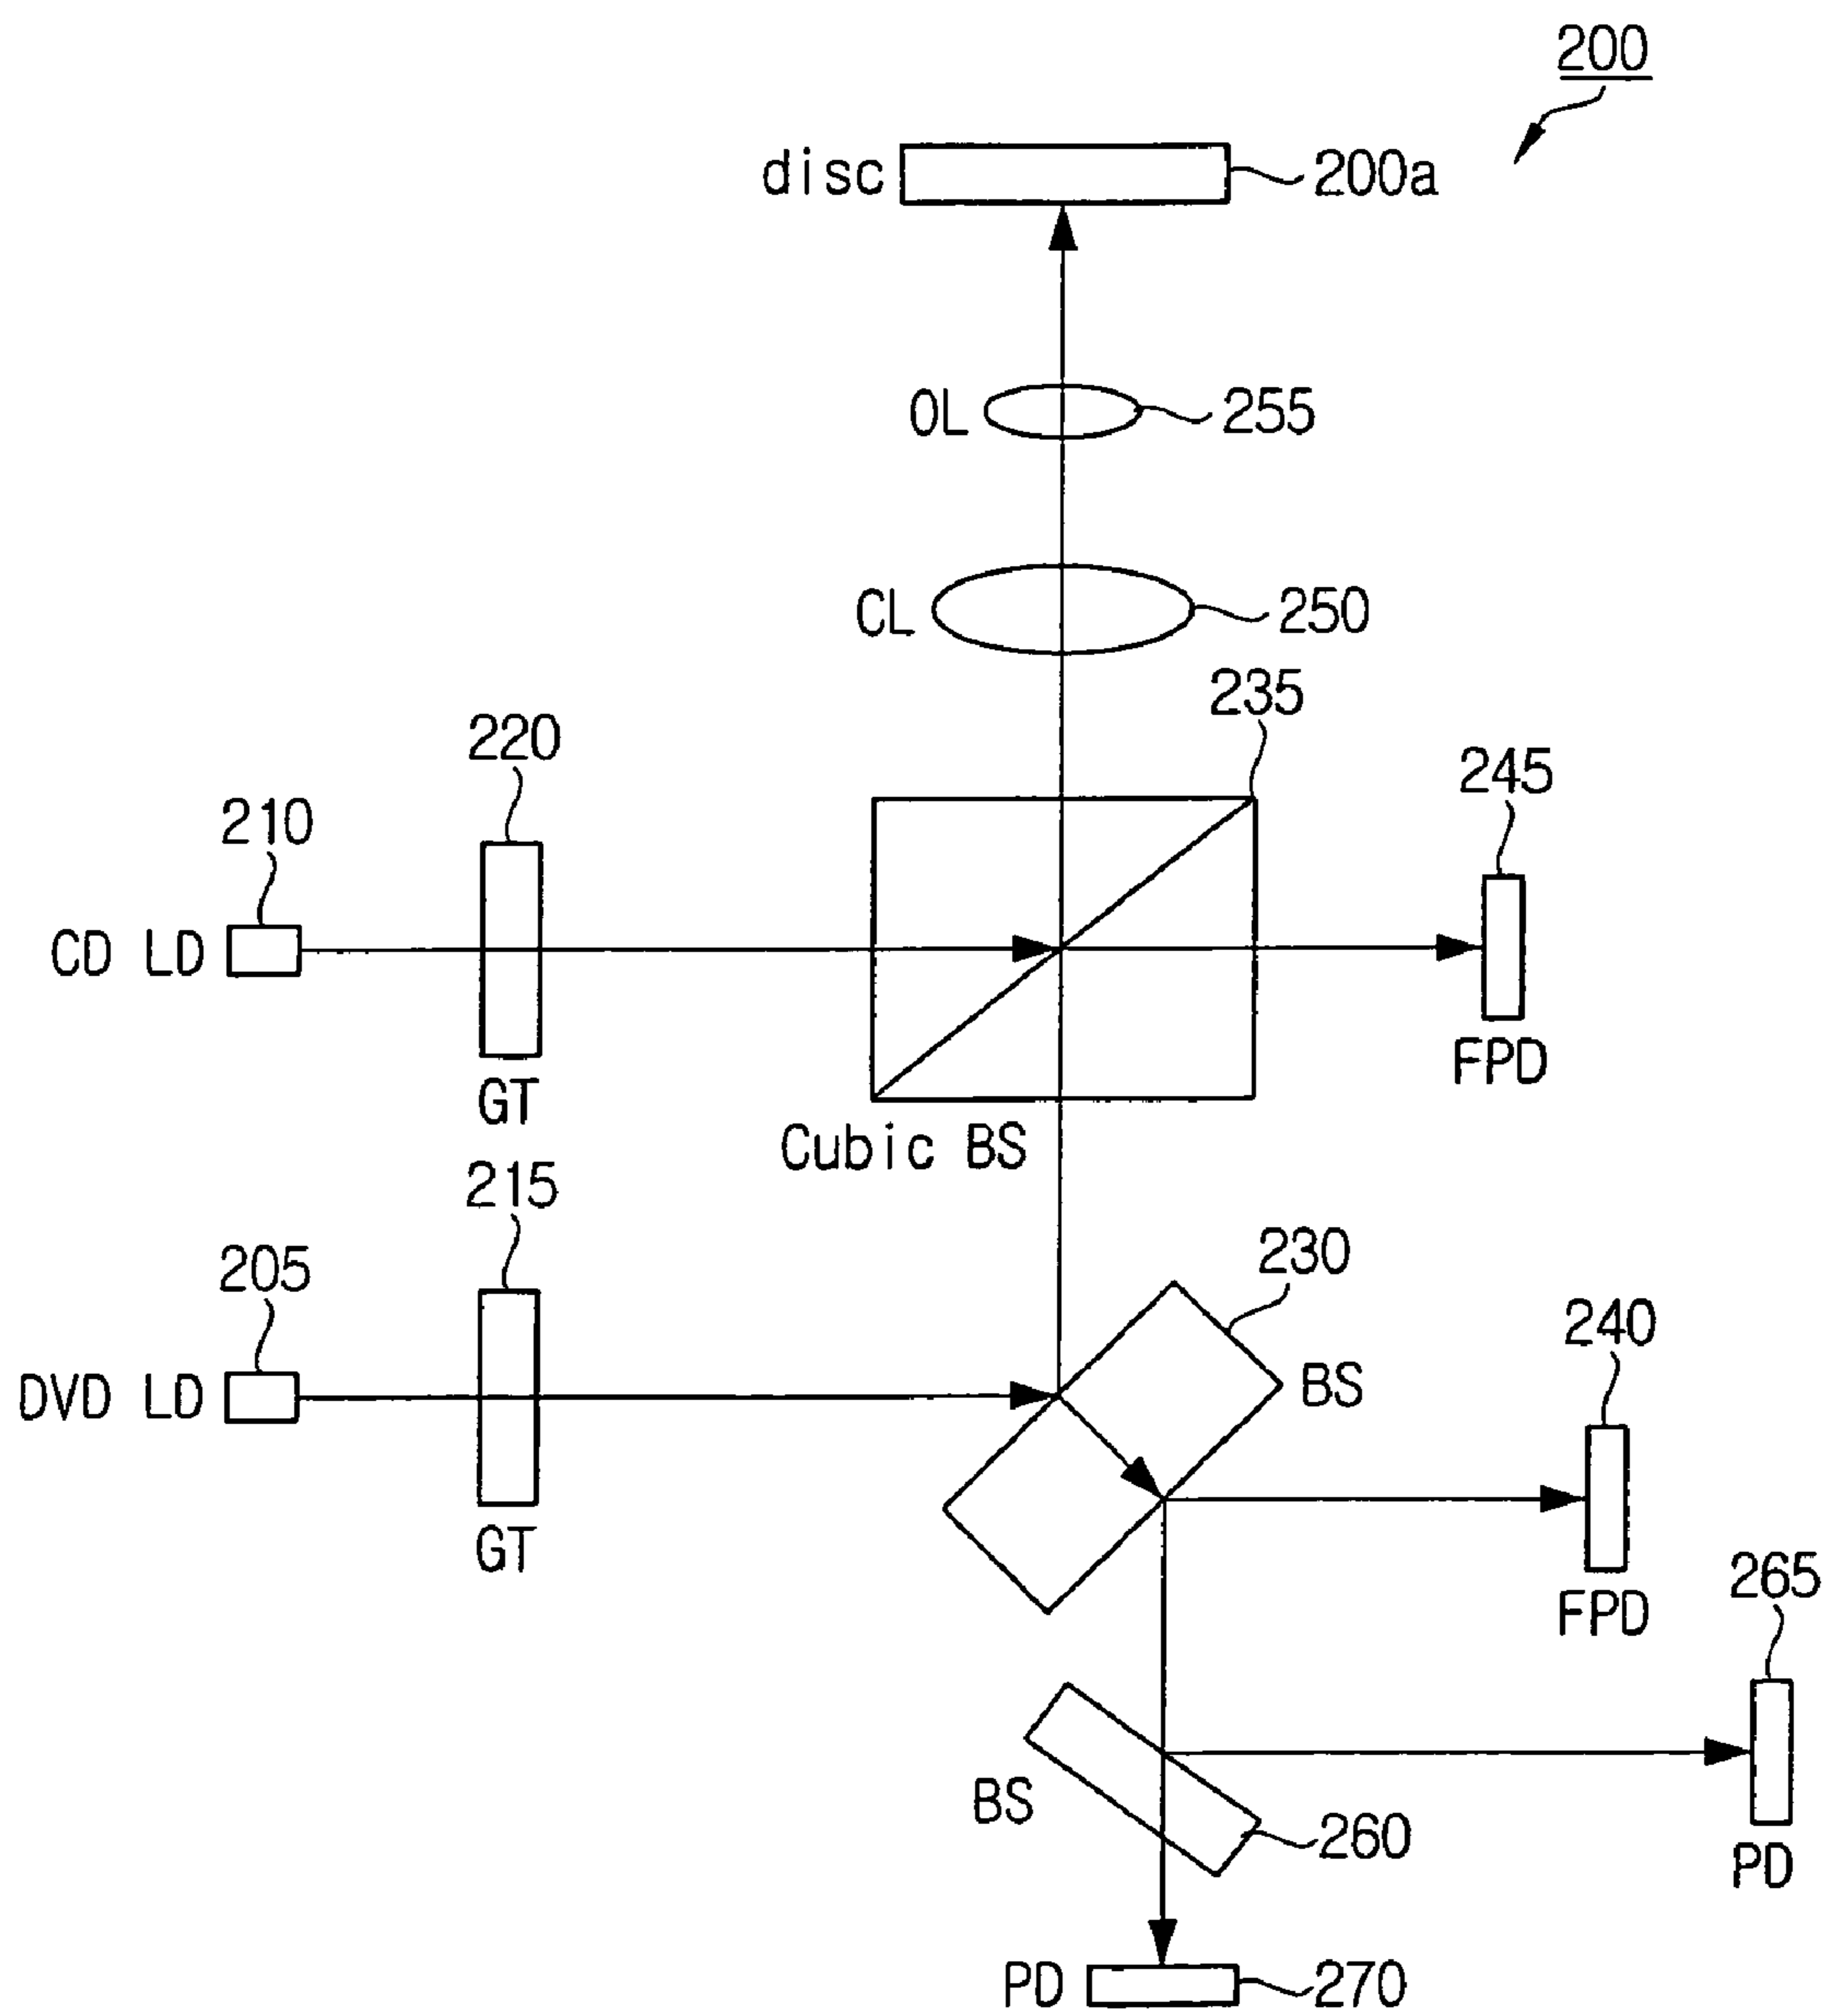 200
disc
200a
OL
255
CL
250
235
220
245
210
CD LD
GT
FPD
Cubic BS
215
230
205
240
DVD LD
BS
GT
265
FPD
BS
260
PD
PD
270